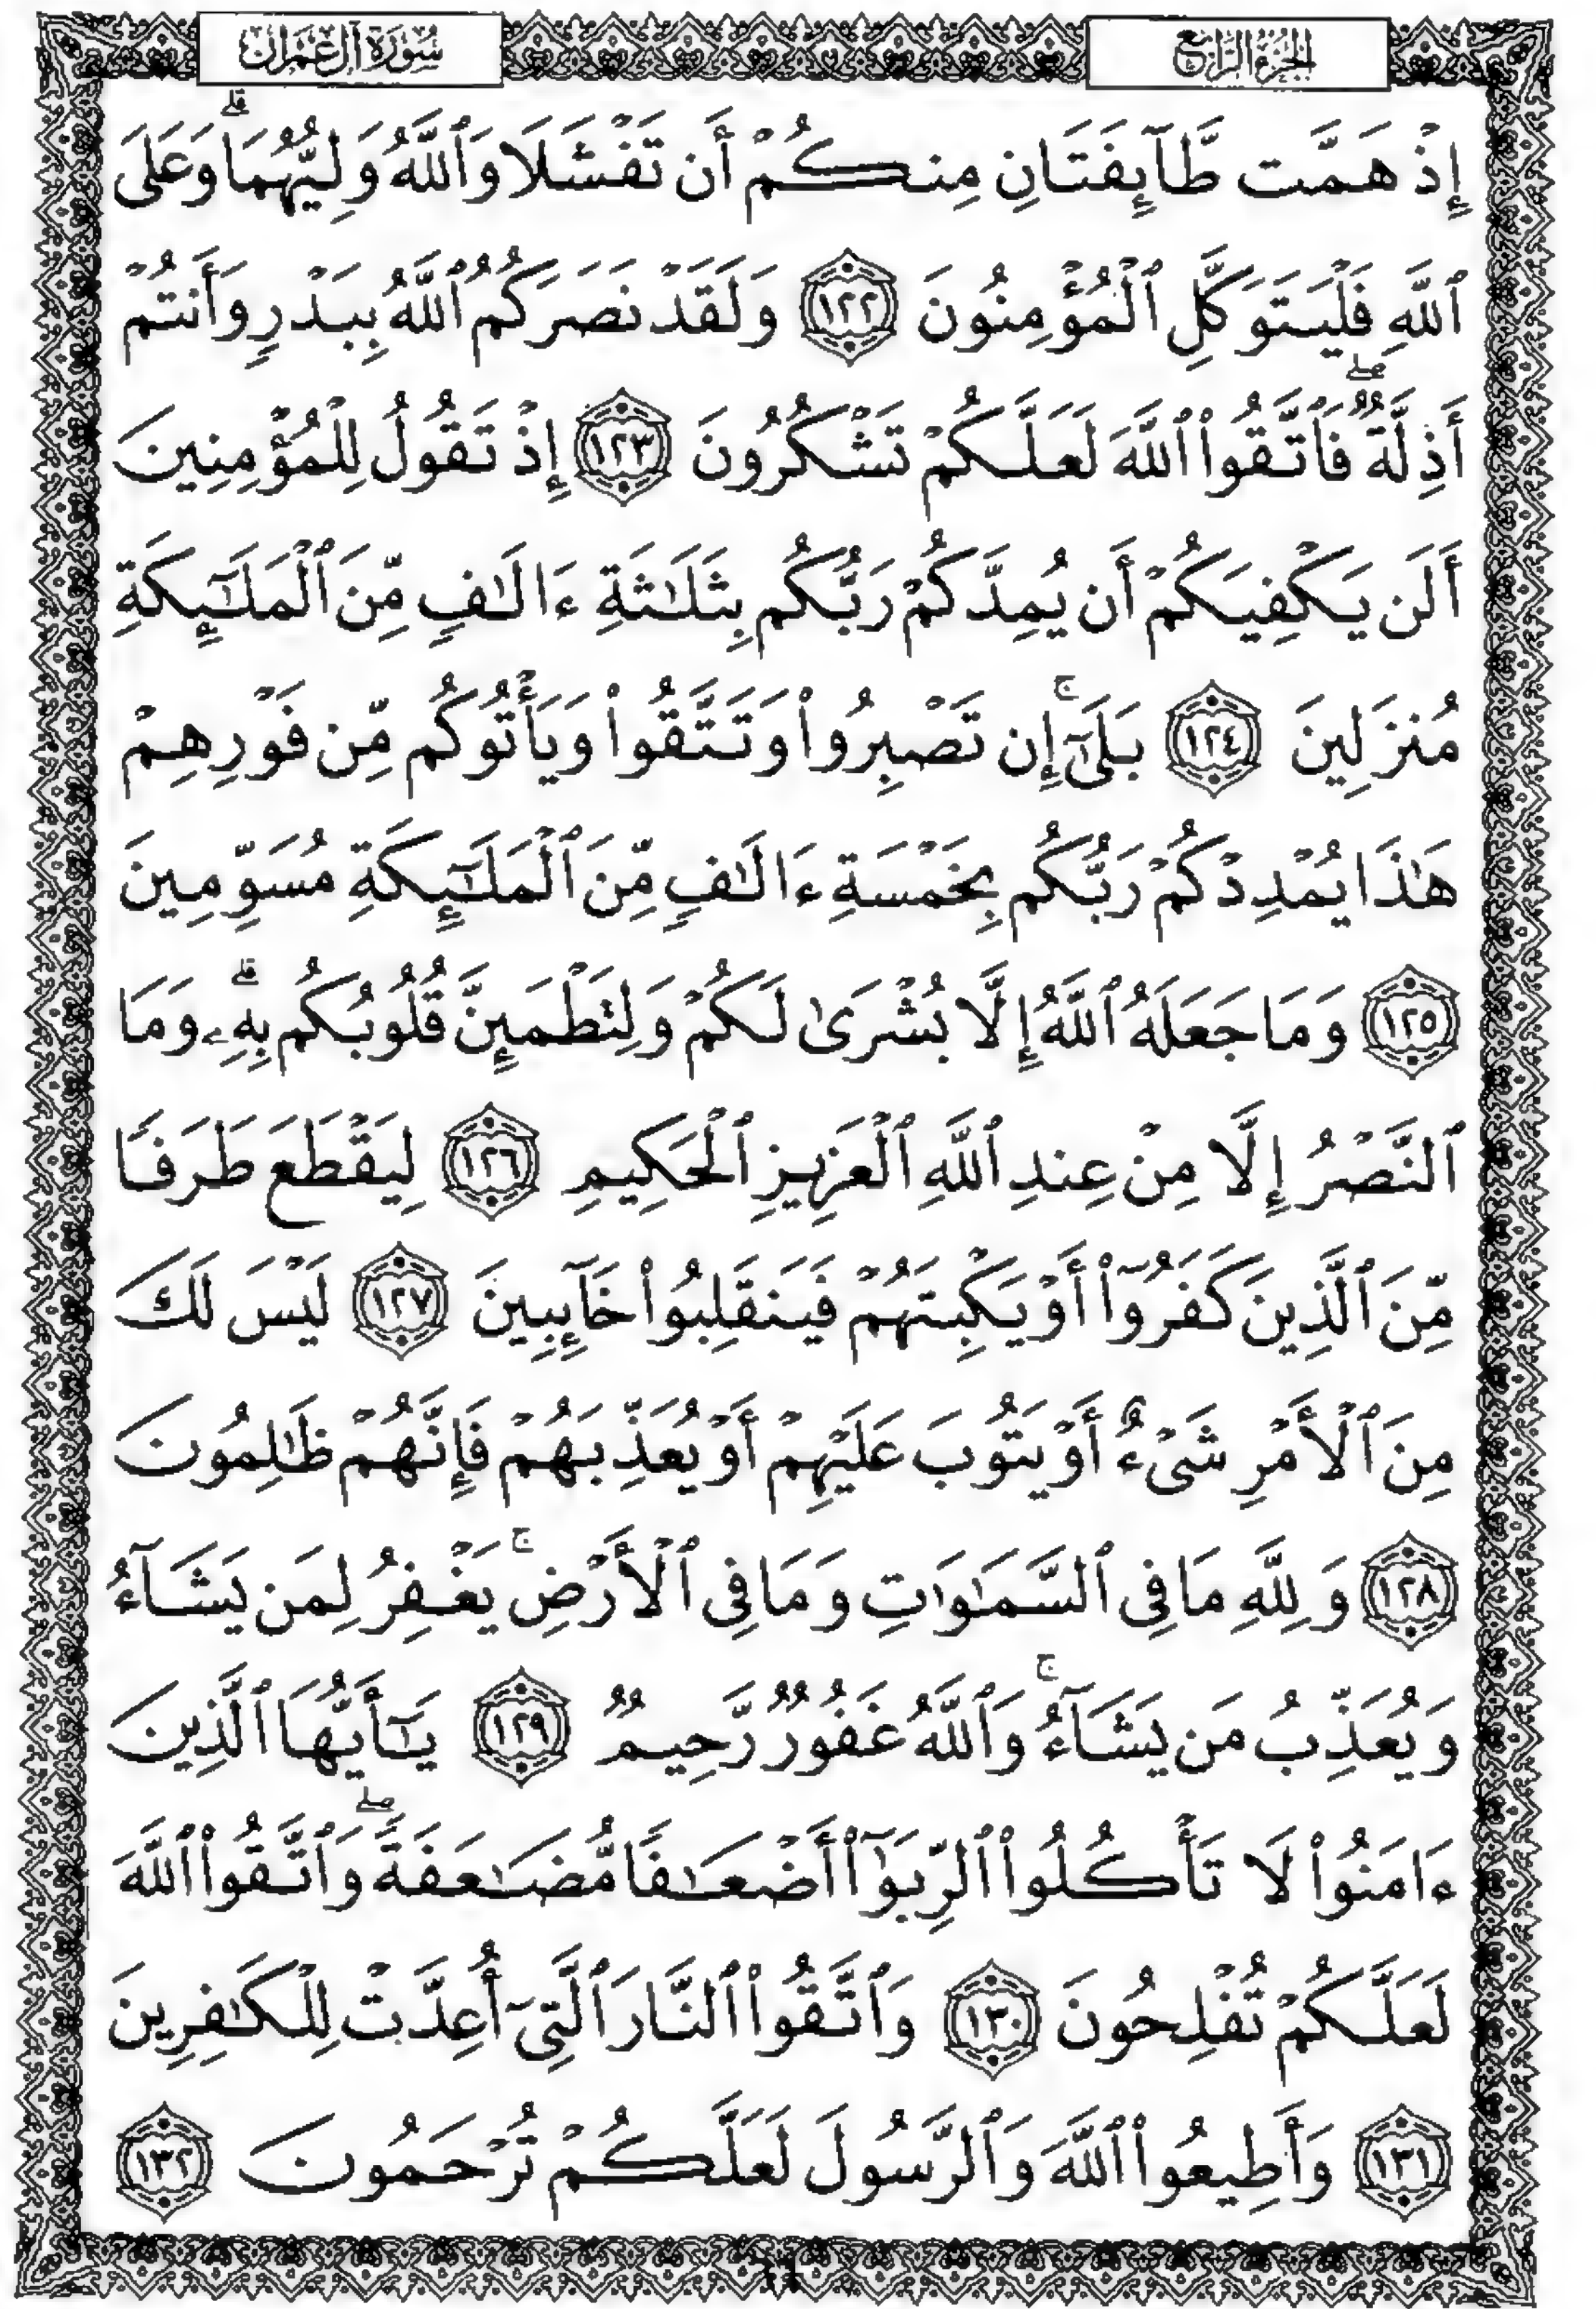 الجزء الرابع
سورة آل عمران
إِذْ هَمَّت طَّآئِفَتَانِ مِنكُمْ أَن تَفْشَلَا وَٱللَّهُ وَلِيُّهُمَا ۗ وَعَلَى
ٱللَّهِ فَلْيَتَوَكَّلِ ٱلْمُؤْمِنُونَ ١٢٢ وَلَقَدْ نَصَرَكُمُ ٱللَّهُ بِبَدْرٍ وَأَنتُمْ
أَذِلَّةٌ ۖ فَٱتَّقُوا۟ ٱللَّهَ لَعَلَّكُمْ تَشْكُرُونَ ١٢٣ إِذْ تَقُولُ لِلْمُؤْمِنِينَ
أَلَن يَكْفِيَكُمْ أَن يُمِدَّكُمْ رَبُّكُم بِثَلَـٰثَةِ ءَالَـٰفٍ مِّنَ ٱلْمَلَـٰٓئِكَةِ
مُنزَلِينَ ١٢٤ بَلَىٰٓ ۚ إِن تَصْبِرُوا۟ وَتَتَّقُوا۟ وَيَأْتُوكُم مِّن فَوْرِهِمْ
هَـٰذَا يُمْدِدْكُمْ رَبُّكُم بِخَمْسَةِ ءَالَـٰفٍ مِّنَ ٱلْمَلَـٰٓئِكَةِ مُسَوِّمِينَ
١٢٥ وَمَا جَعَلَهُ ٱللَّهُ إِلَّا بُشْرَىٰ لَكُمْ وَلِتَطْمَئِنَّ قُلُوبُكُم بِهِۦ ۗ وَمَا
ٱلنَّصْرُ إِلَّا مِنْ عِندِ ٱللَّهِ ٱلْعَزِيزِ ٱلْحَكِيمِ ١٢٦ لِيَقْطَعَ طَرَفًا
مِّنَ ٱلَّذِينَ كَفَرُوٓا۟ أَوْ يَكْبِتَهُمْ فَيَنقَلِبُوا۟ خَآئِبِينَ ١٢٧ لَيْسَ لَكَ
مِنَ ٱلْأَمْرِ شَىْءٌ أَوْ يَتُوبَ عَلَيْهِمْ أَوْ يُعَذِّبَهُمْ فَإِنَّهُمْ ظَـٰلِمُونَ
١٢٨ وَلِلَّهِ مَا فِى ٱلسَّمَـٰوَٰتِ وَمَا فِى ٱلْأَرْضِ ۚ يَغْفِرُ لِمَن يَشَآءُ
وَيُعَذِّبُ مَن يَشَآءُ ۚ وَٱللَّهُ غَفُورٌ رَّحِيمٌ ١٢٩ يَـٰٓأَيُّهَا ٱلَّذِينَ
ءَامَنُوا۟ لَا تَأْكُلُوا۟ ٱلرِّبَوٰٓا۟ أَضْعَـٰفًا مُّضَـٰعَفَةً ۖ وَٱتَّقُوا۟ ٱللَّهَ
لَعَلَّكُمْ تُفْلِحُونَ ١٣٠ وَٱتَّقُوا۟ ٱلنَّارَ ٱلَّتِىٓ أُعِدَّتْ لِلْكَـٰفِرِينَ
١٣١ وَأَطِيعُوا۟ ٱللَّهَ وَٱلرَّسُولَ لَعَلَّكُمْ تُرْحَمُونَ ١٣٢
٦٦